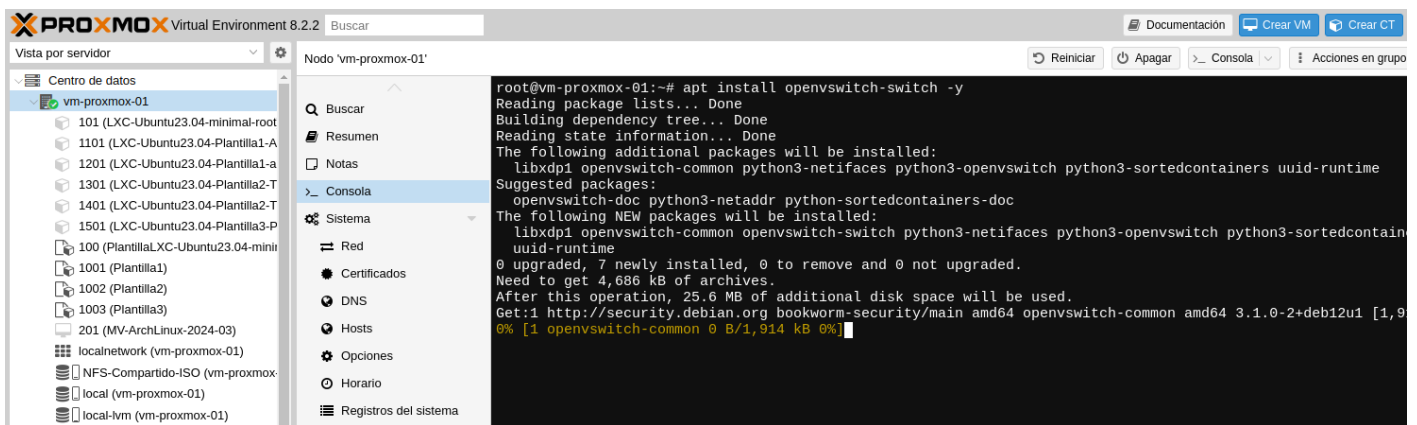 PROXMOX Virtual Environment 8.2.2 Buscar Documentación Crear VM Crear CT
Vista por servidor
Centro de datos
vm-proxmox-01
101 (LXC-Ubuntu23.04-minimal-root
1101 (LXC-Ubuntu23.04-Plantilla1-A
1201 (LXC-Ubuntu23.04-Plantilla1-a
1301 (LXC-Ubuntu23.04-Plantilla2-T
1401 (LXC-Ubuntu23.04-Plantilla2-T
1501 (LXC-Ubuntu23.04-Plantilla3-P
100 (PlantillaLXC-Ubuntu23.04-minir
1001 (Plantilla1)
1002 (Plantilla2)
1003 (Plantilla3)
201 (MV-ArchLinux-2024-03)
localnetwork (vm-proxmox-01)
NFS-Compartido-ISO (vm-proxmox-
local (vm-proxmox-01)
local-lvm (vm-proxmox-01)
Nodo 'vm-proxmox-01' Reiniciar Apagar >_ Consola Acciones en grupo
Buscar
Resumen
Notas
>_ Consola
Sistema
Red
Certificados
DNS
Hosts
Opciones
Horario
Registros del sistema
root@vm-proxmox-01:~# apt install openvswitch-switch -y
Reading package lists... Done
Building dependency tree... Done
Reading state information... Done
The following additional packages will be installed:
libxdp1 openvswitch-common python3-netifaces python3-openvswitch python3-sortedcontainers uuid-runtime
Suggested packages:
openvswitch-doc python3-netaddr python-sortedcontainers-doc
The following NEW packages will be installed:
libxdp1 openvswitch-common openvswitch-switch python3-netifaces python3-openvswitch python3-sortedcontaine
uuid-runtime
0 upgraded, 7 newly installed, 0 to remove and 0 not upgraded.
Need to get 4,686 kB of archives.
After this operation, 25.6 MB of additional disk space will be used.
Get:1 http://security.debian.org bookworm-security/main amd64 openvswitch-common amd64 3.1.0-2+deb12u1 [1,9
0% [1 openvswitch-common 0 B/1,914 kB 0%]